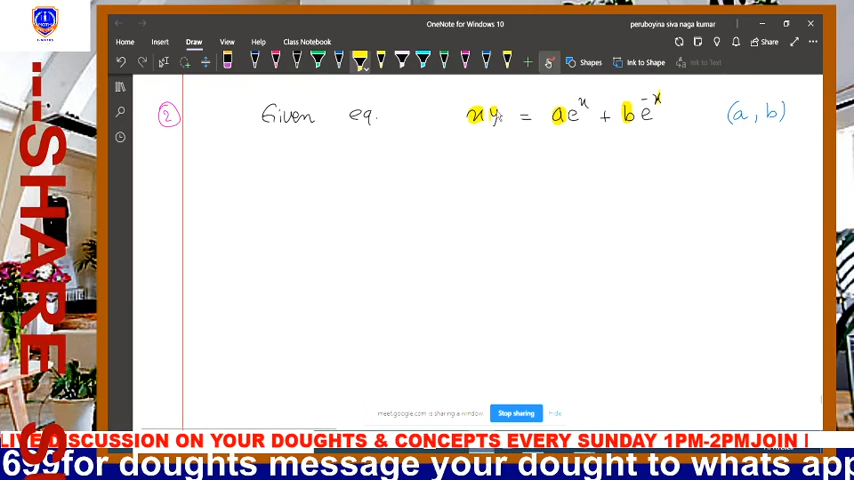 OneNote for Windows 10
peruboyina siva naga kumar
Home Insert Draw View Help Class Notebook
Share
Shapes
Ink to Shape
Ink to Text
② Given eq. xy = ae^x + be^-x (a, b)
---SHARE
meet.google.com is sharing a window
Stop sharing
Hide
LIVE DISCUSSION ON YOUR DOUGHTS & CONCEPTS EVERY SUNDAY 1PM-2PMJOIN
699for doughts message your dought to whats app